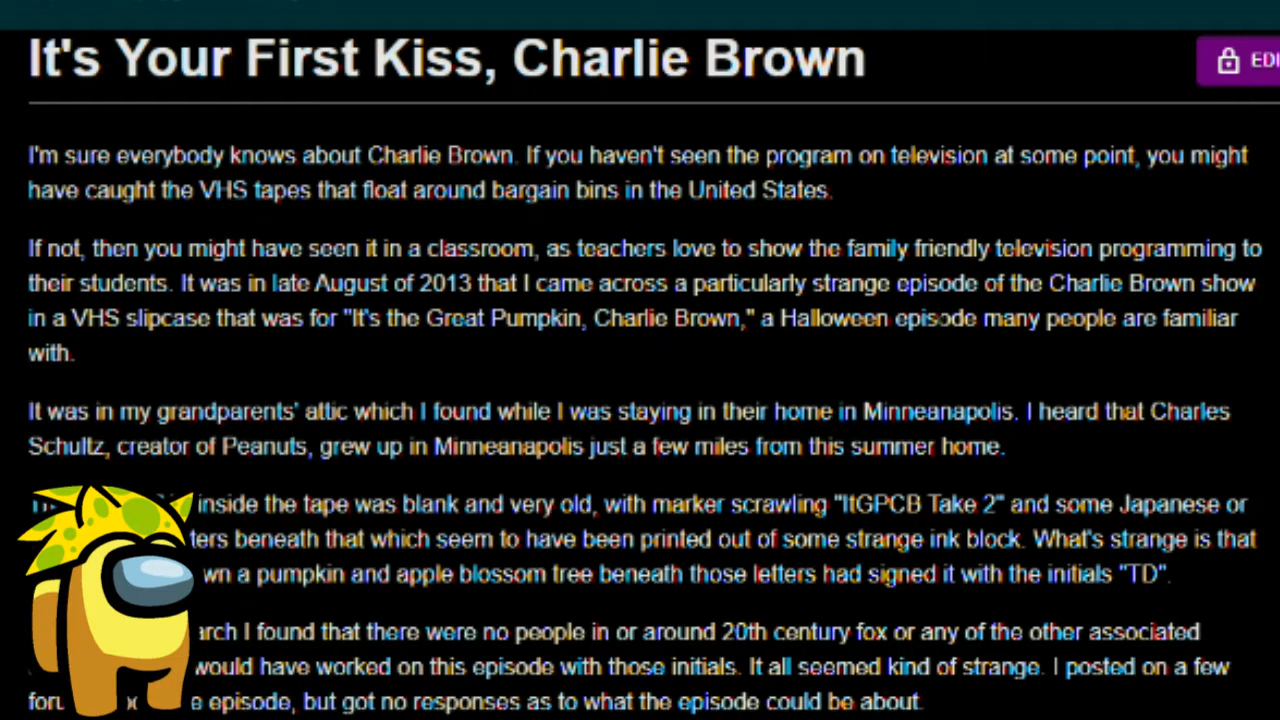 It's Your First Kiss, Charlie Brown
EDI
I'm sure everybody knows about Charlie Brown. If you haven't seen the program on television at some point, you might
have caught the VHS tapes that float around bargain bins in the United States.
If not, then you might have seen it in a classroom, as teachers love to show the family friendly television programming to
their students. It was in late August of 2013 that I came across a particularly strange episode of the Charlie Brown show
in a VHS slipcase that was for "It's the Great Pumpkin, Charlie Brown," a Halloween episode many people are familiar
with.
It was in my grandparents' attic which I found while I was staying in their home in Minneanapolis. I heard that Charles
Schultz, creator of Peanuts, grew up in Minneanapolis just a few miles from this summer home.
inside the tape was blank and very old, with marker scrawling "ItGPCB Take 2" and some Japanese or
ters beneath that which seem to have been printed out of some strange ink block. What's strange is that
wn a pumpkin and apple blossom tree beneath those letters had signed it with the initials "TD".
arch I found that there were no people in or around 20th century fox or any of the other associated
would have worked on this episode with those initials. It all seemed kind of strange. I posted on a few
e episode, but got no responses as to what the episode could be about.